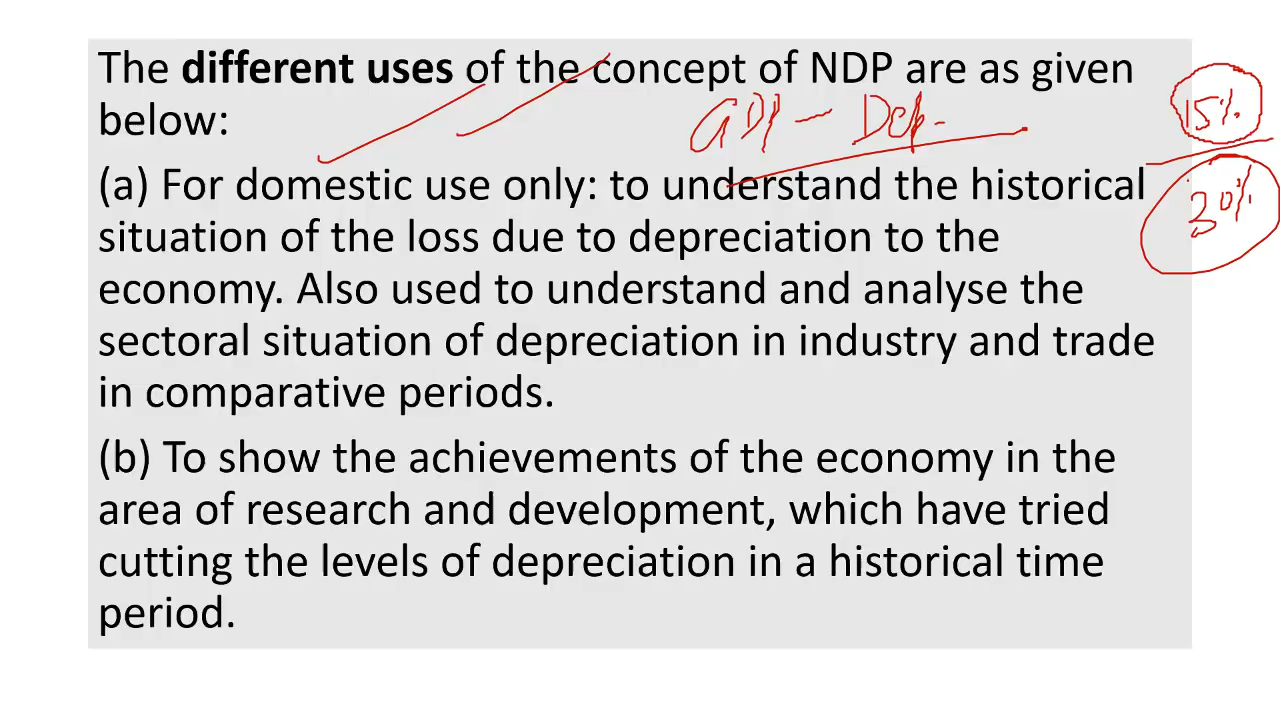 The different uses of the concept of NDP are as given
below:
GDP - Dep.
15%
(a) For domestic use only: to understand the historical
30%
situation of the loss due to depreciation to the
economy. Also used to understand and analyse the
sectoral situation of depreciation in industry and trade
in comparative periods.
(b) To show the achievements of the economy in the
area of research and development, which have tried
cutting the levels of depreciation in a historical time
period.